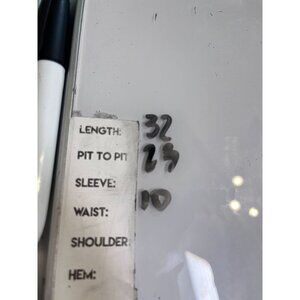 LENGTH: 32
PIT TO PIT 23
SLEEVE: 10
WAIST:
SHOULDER:
HEM: